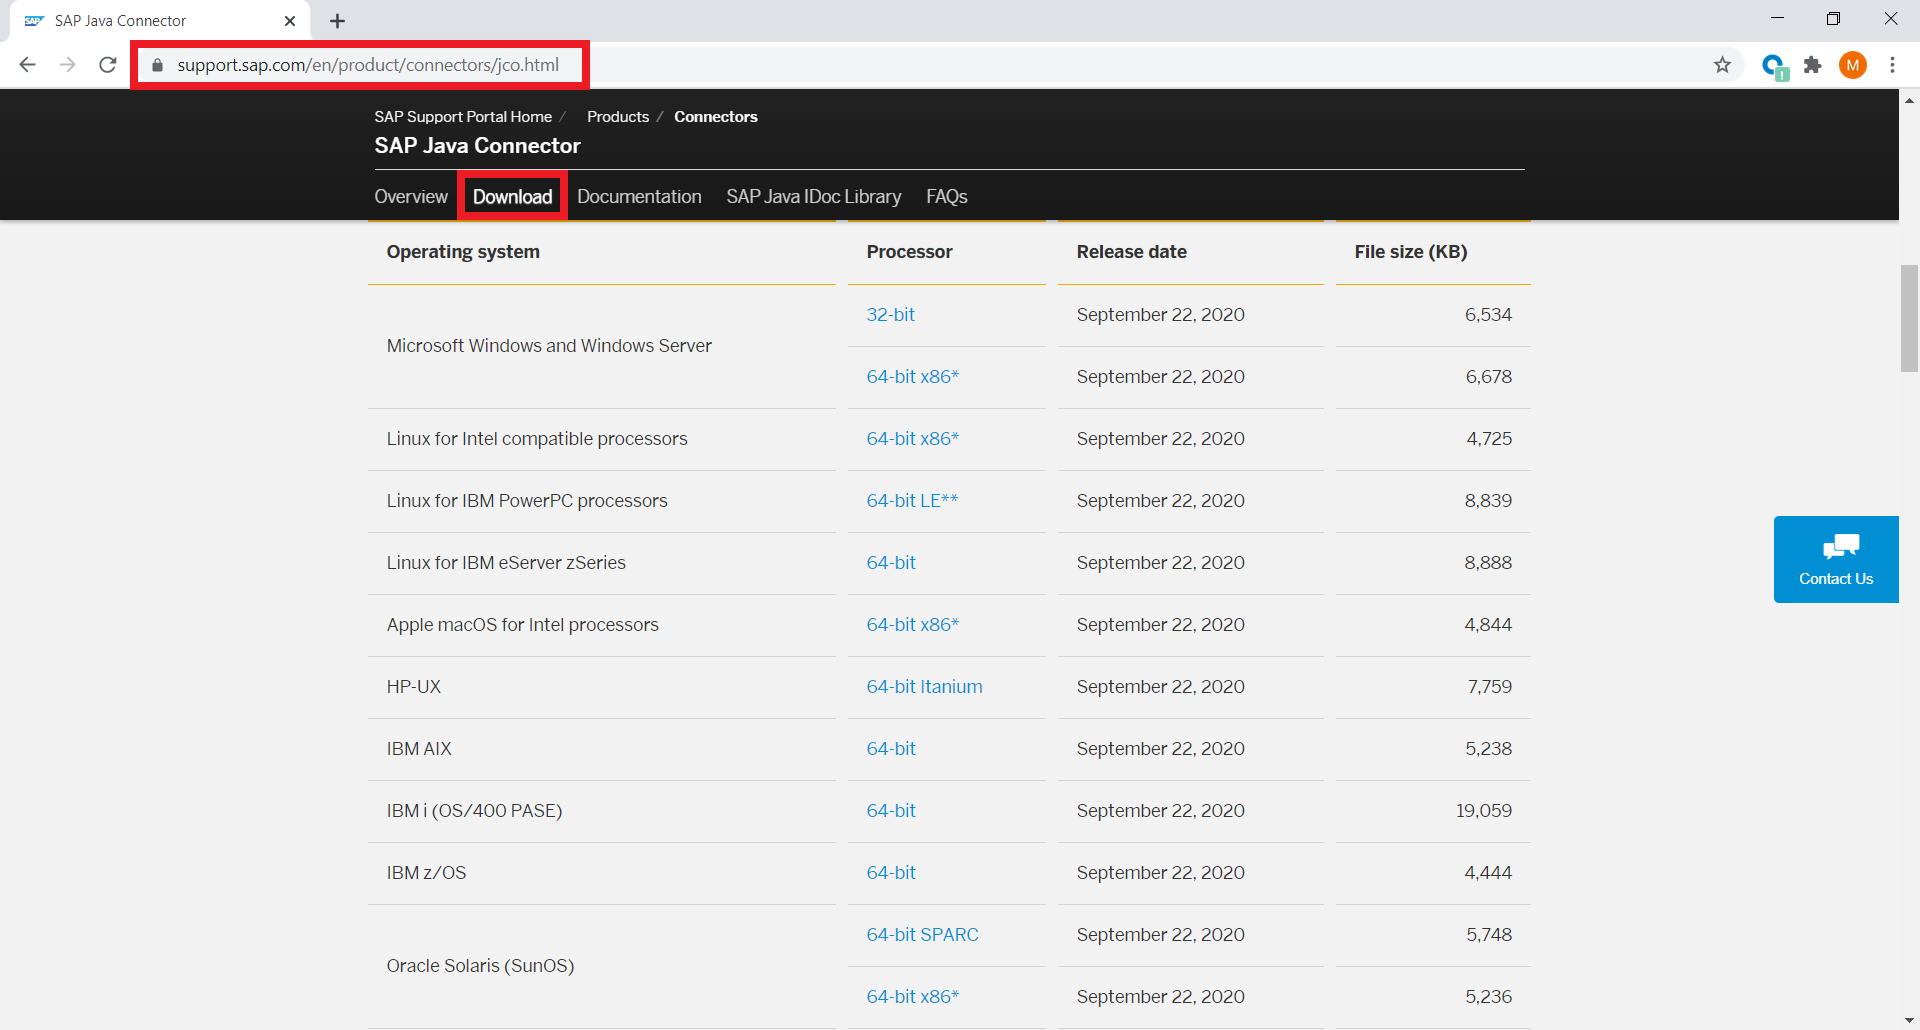 SAP SAP Java Connector
support.sap.com/en/product/connectors/jco.html
M
SAP Support Portal Home / Products / Connectors
SAP Java Connector
Overview Download Documentation SAP Java IDoc Library FAQs
Operating system Processor Release date File size (KB)
Microsoft Windows and Windows Server
32-bit September 22, 2020 6,534
64-bit x86* September 22, 2020 6,678
Linux for Intel compatible processors 64-bit x86* September 22, 2020 4,725
Linux for IBM PowerPC processors 64-bit LE** September 22, 2020 8,839
Linux for IBM eServer zSeries 64-bit September 22, 2020 8,888
Contact Us
Apple macOS for Intel processors 64-bit x86* September 22, 2020 4,844
HP-UX 64-bit Itanium September 22, 2020 7,759
IBM AIX 64-bit September 22, 2020 5,238
IBM i (OS/400 PASE) 64-bit September 22, 2020 19,059
IBM z/OS 64-bit September 22, 2020 4,444
Oracle Solaris (SunOS)
64-bit SPARC September 22, 2020 5,748
64-bit x86* September 22, 2020 5,236